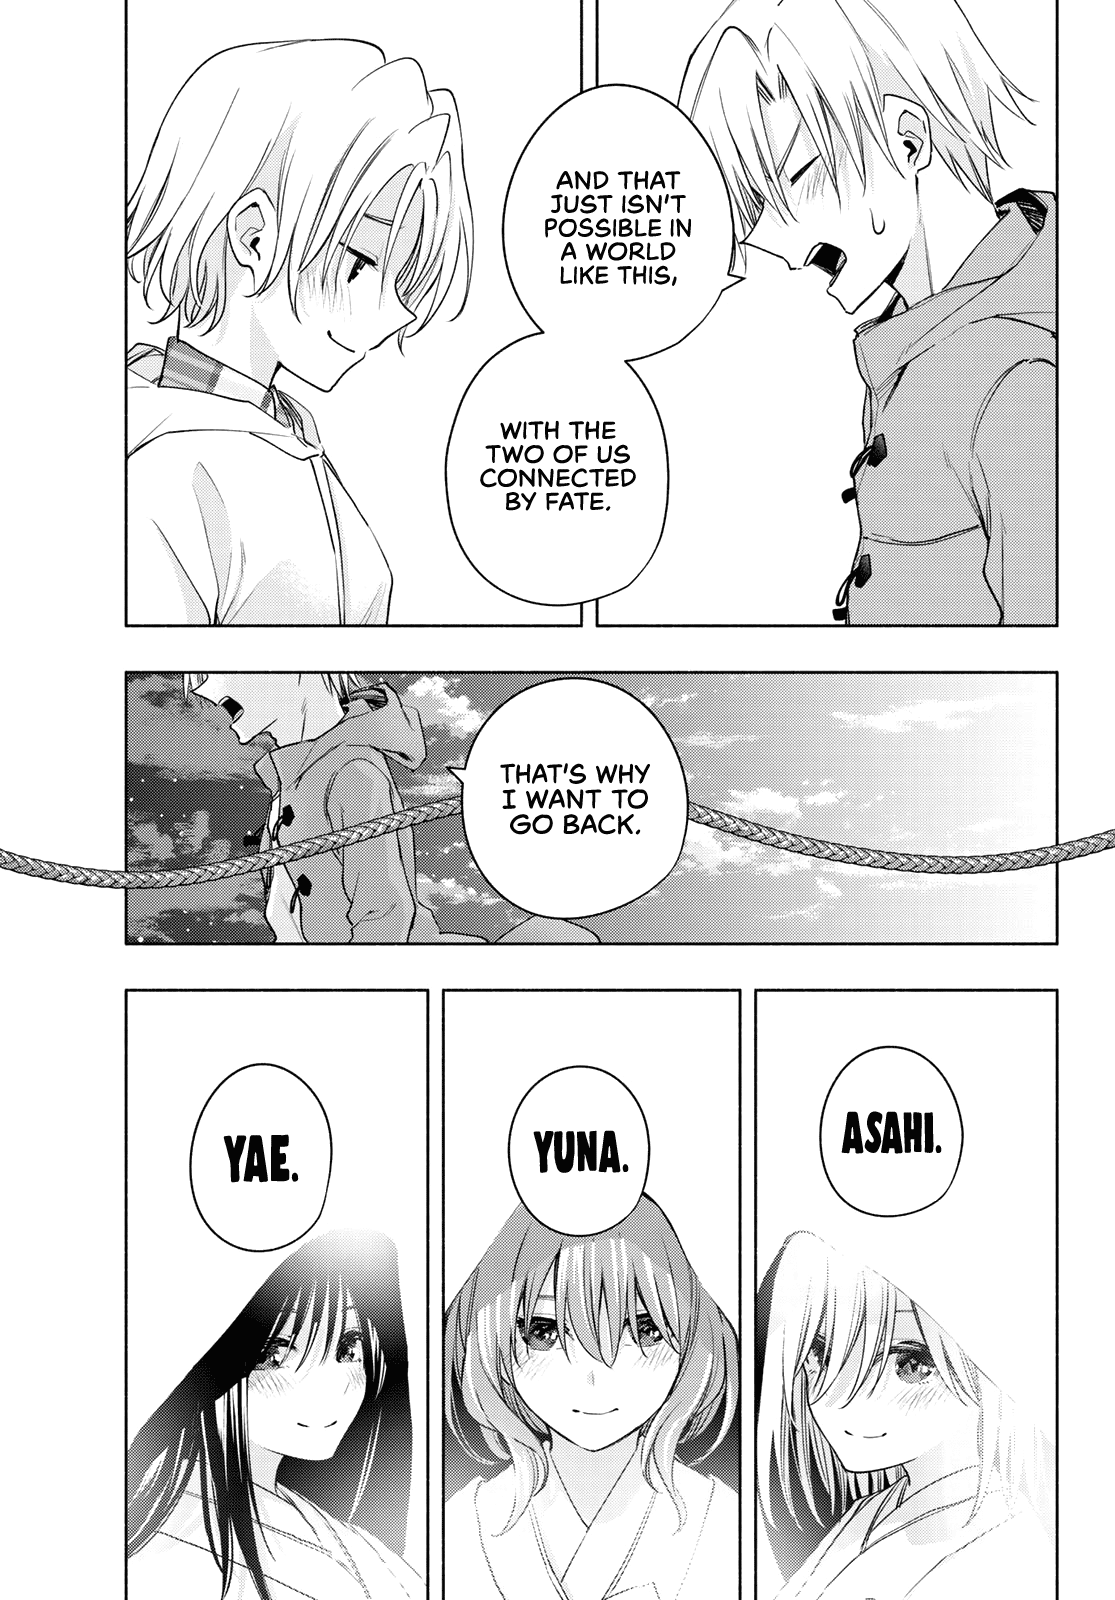 AND THAT
JUST ISN'T
POSSIBLE IN
A WORLD
LIKE THIS,
WITH THE
TWO OF US
CONNECTED
BY FATE.
THAT'S WHY
I WANT TO
GO BACK.
ASAHI.
YUNA.
YAE.